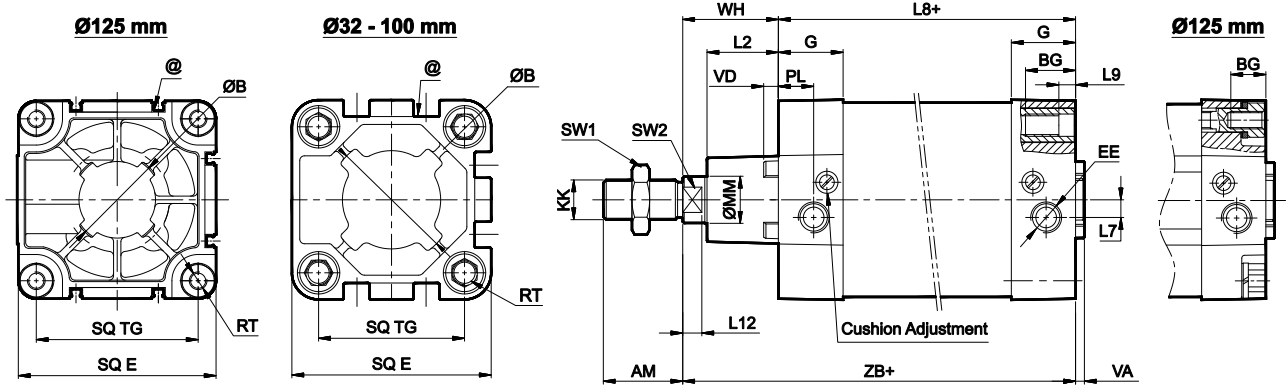 Ø125 mm
@
ØB
RT
SQ TG
SQ E
Ø32 - 100 mm
@
ØB
RT
SQ TG
SQ E
WH
L8+
L2
G
G
VD
PL
BG
L9
SW1
SW2
KK
ØMM
EE
L7
L12
Cushion Adjustment
AM
ZB+
VA
Ø125 mm
BG